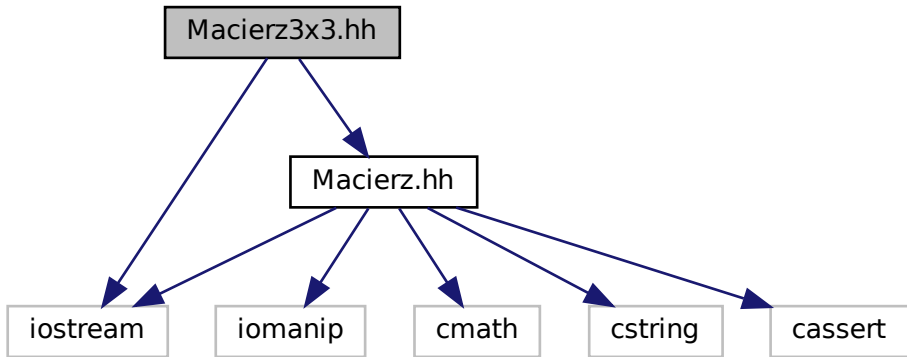 Macierz3x3.hh
Macierz.hh
iostream
iomanip
cmath
cstring
cassert